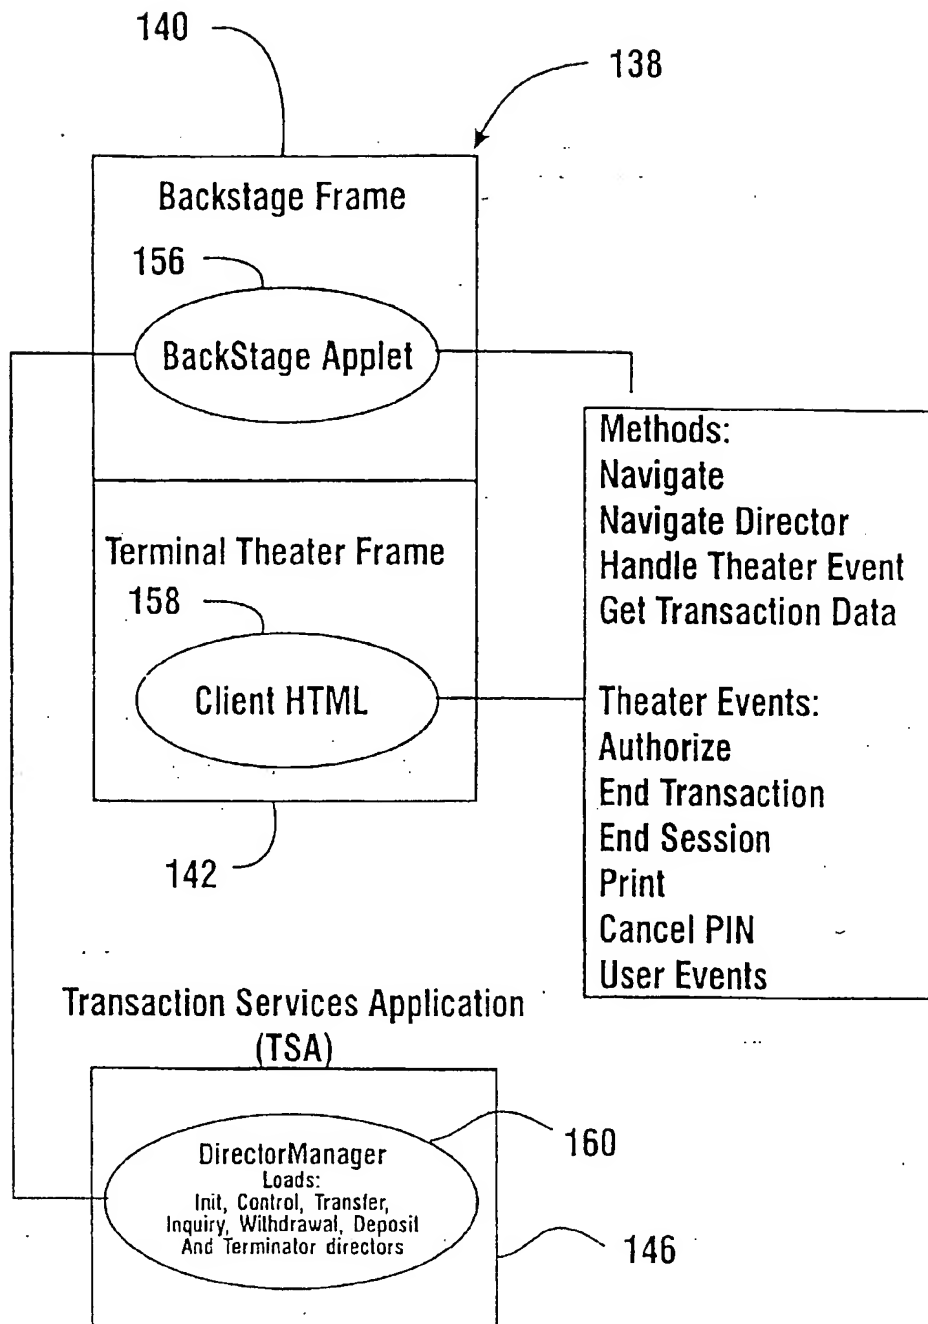 140
138
Backstage Frame
156
BackStage Applet
Methods:
Navigate
Navigate Director
Handle Theater Event
Get Transaction Data
Terminal Theater Frame
158
Client HTML
Theater Events:
Authorize
End Transaction
End Session
Print
Cancel PIN
User Events
142
Transaction Services Application
(TSA)
DirectorManager
Loads:
Init, Control, Transfer,
Inquiry, Withdrawal, Deposit
And Terminator directors
160
146